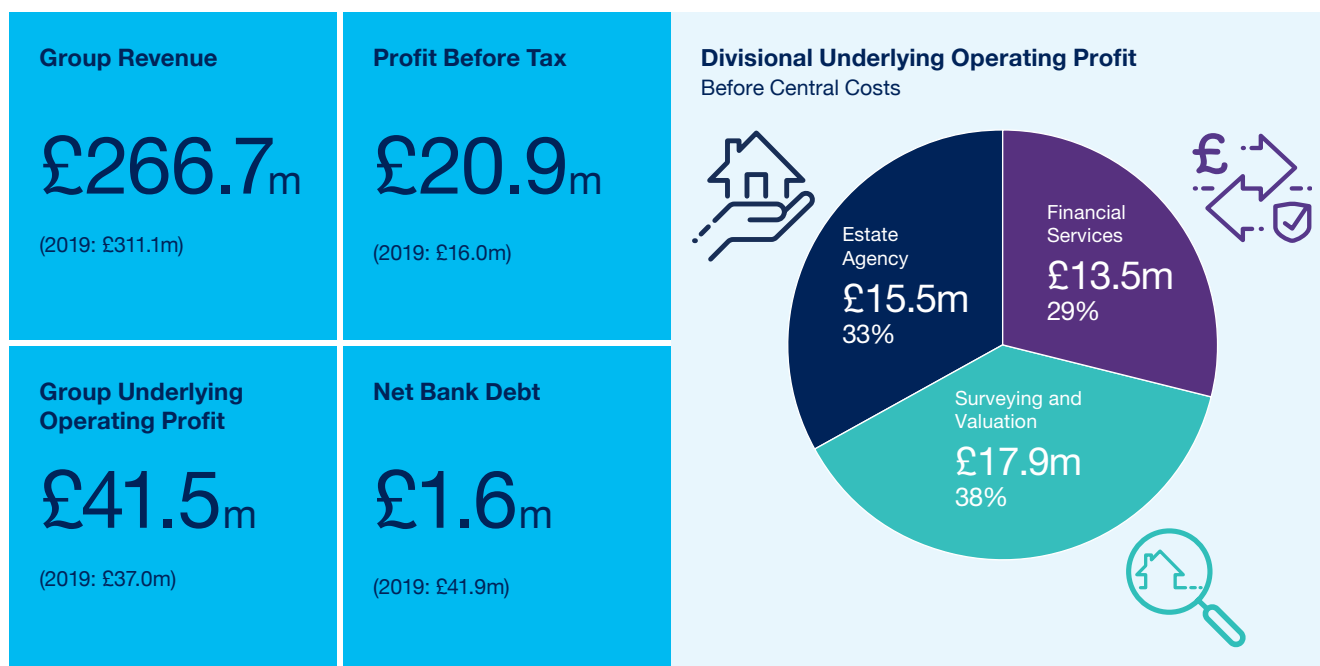 Group Revenue
£266.7m
(2019: £311.1m)
Profit Before Tax
£20.9m
(2019: £16.0m)
Group Underlying
Operating Profit
£41.5m
(2019: £37.0m)
Net Bank Debt
£1.6m
(2019: £41.9m)
Divisional Underlying Operating Profit
Before Central Costs
£
Estate
Agency
£15.5m
33%
Financial
Services
£13.5m
29%
Surveying and
Valuation
£17.9m
38%